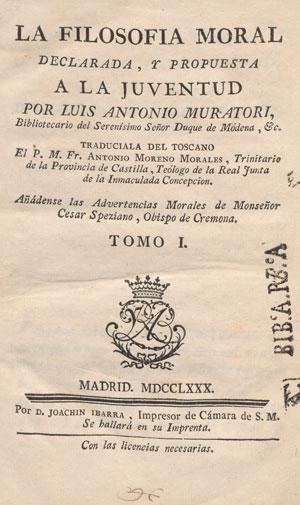 LA FILOSOFIA MORAL
DECLARADA, Y PROPUESTA
A LA JUVENTUD
POR LUIS ANTONIO MURATORI,
Bibliotecario del Serenísimo Señor Duque de Módena, &c.
TRADUCIALA DEL TOSCANO
El P. M. Fr. ANTONIO MORENO MORALES, Trinitario
de la Provincia de Castilla, Teólogo de la Real Junta
de la Inmaculada Concepcion.
Añádense las Advertencias Morales de Monseñor
Cesar Speziano, Obispo de Cremona.
TOMO I.
BIB.A.RE.A
MADRID. MDCCLXXX.
Por D. JOACHIN IBARRA, Impresor de Cámara de S. M.
Se hallará en su Imprenta.
Con las licencias necesarias.